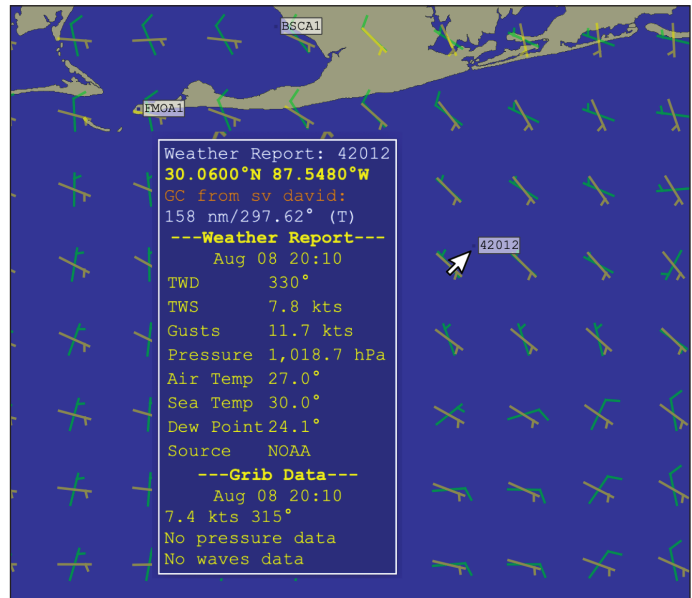 BSCA1
FMOA1
Weather Report: 42012
30.0600°N 87.5480°W
GC from sv david:
158 nm/297.62° (T)
---Weather Report---
Aug 08 20:10
TWD 330°
TWS 7.8 kts
Gusts 11.7 kts
Pressure 1,018.7 hPa
Air Temp 27.0°
Sea Temp 30.0°
Dew Point 24.1°
Source NOAA
---Grib Data---
Aug 08 20:10
7.4 kts 315°
No pressure data
No waves data
42012